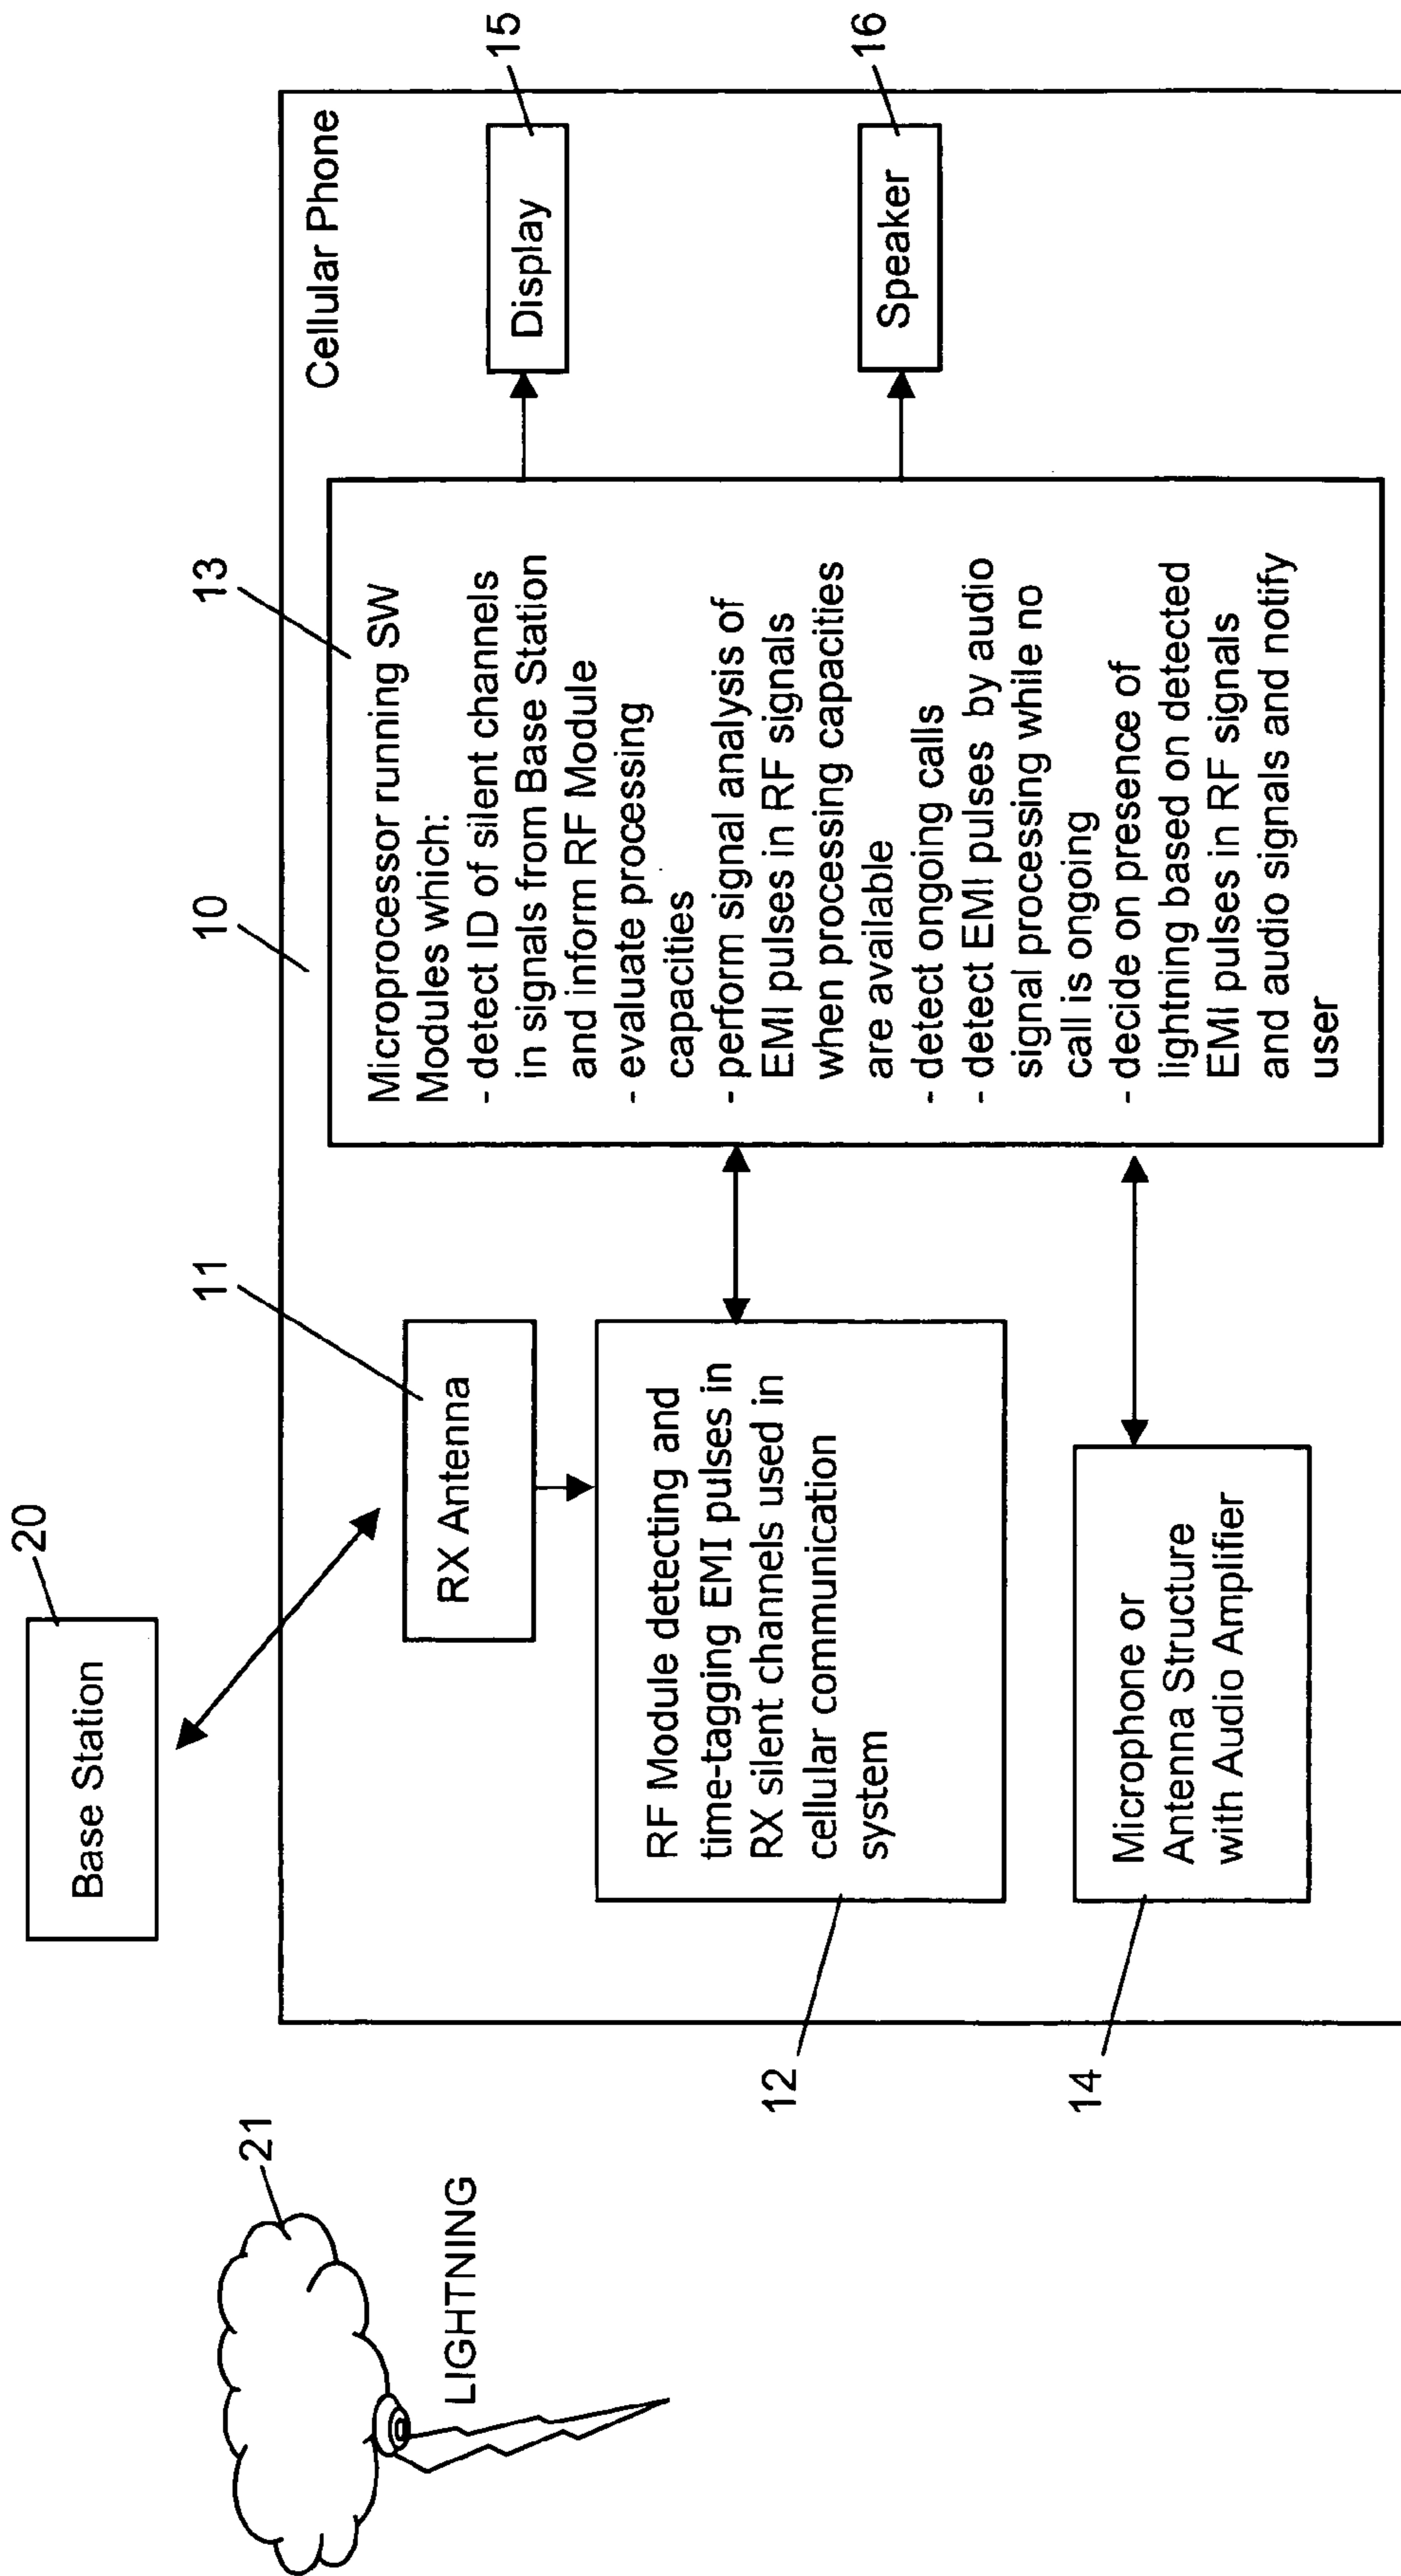 20
Base Station
21
LIGHTNING
10
Cellular Phone
11
RX Antenna
RF Module detecting and
time-tagging EMI pulses in
RX silent channels used in
cellular communication
system
12
Microphone or
Antenna Structure
with Audio Amplifier
14
13
Microprocessor running SW
Modules which:
- detect ID of silent channels
in signals from Base Station
and inform RF Module
- evaluate processing
capacities
- perform signal analysis of
EMI pulses in RF signals
when processing capacities
are available
- detect ongoing calls
- detect EMI pulses by audio
signal processing while no
call is ongoing
- decide on presence of
lightning based on detected
EMI pulses in RF signals
and audio signals and notify
user
Display
15
Speaker
16